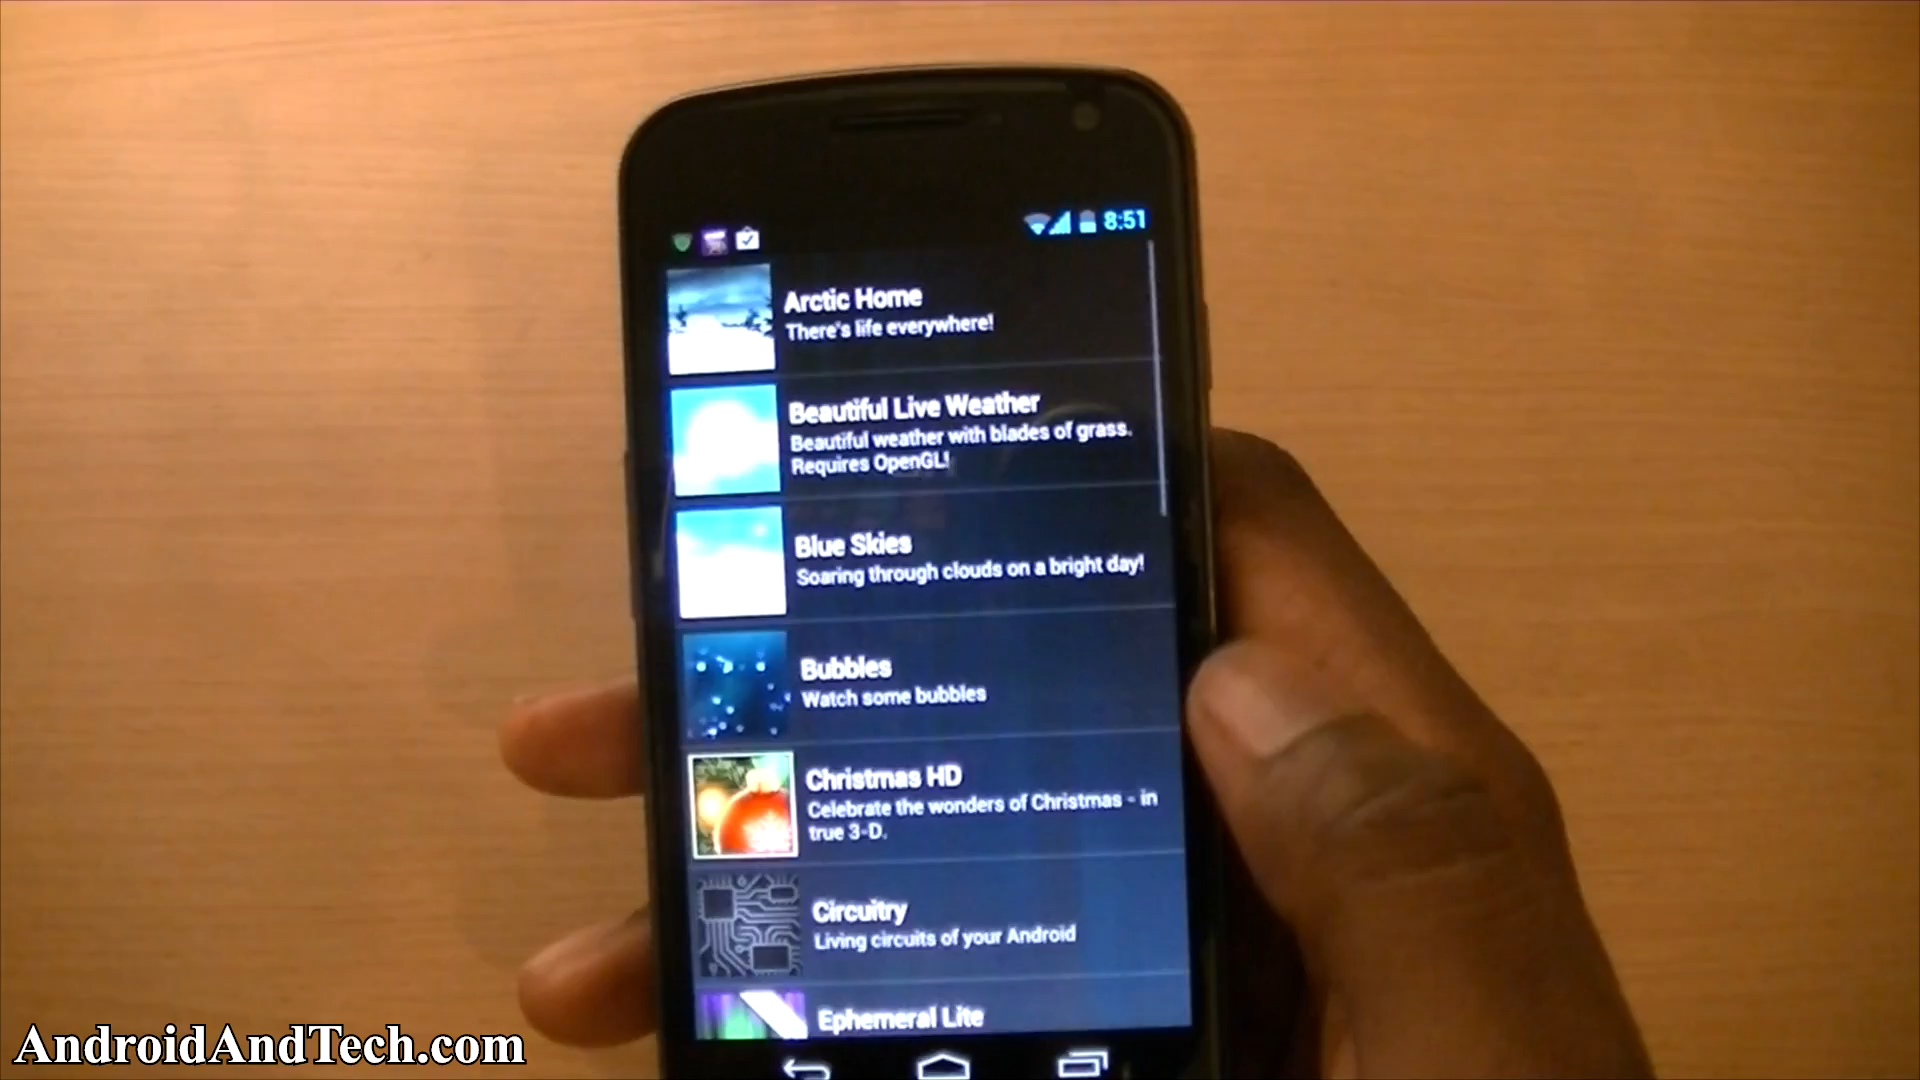 8:51
Arctic Home
There's life everywhere!
Beautiful Live Weather
Beautiful weather with blades of grass.
Requires OpenGL!
Blue Skies
Soaring through clouds on a bright day!
Bubbles
Watch some bubbles
Christmas HD
Celebrate the wonders of Christmas - in
true 3-D.
Circuitry
Living circuits of your Android
Ephemeral Lite
AndroidAndTech.com